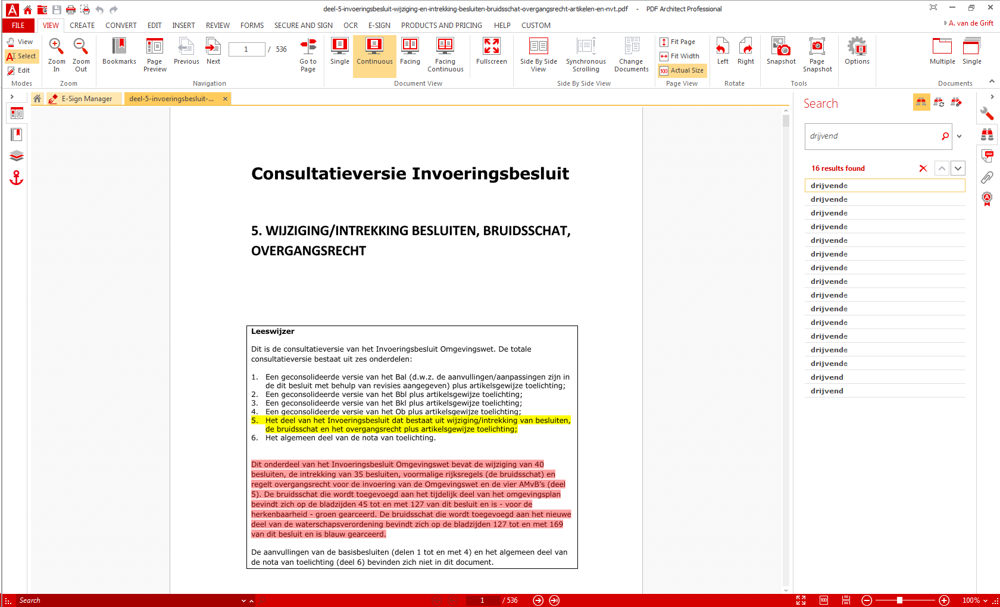 deel-5-invoeringsbesluit-wijziging-en-intrekking-besluiten-bruidsschat-overgangsrecht-artikelen-en-nvt.pdf - PDF Architect Professional
FILE VIEW CREATE CONVERT EDIT INSERT REVIEW FORMS SECURE AND SIGN OCR E-SIGN PRODUCTS AND PRICING HELP CUSTOM
A. van de Grift
View
Select
Edit
Modes
Zoom In
Zoom Out
Zoom
Bookmarks
Page Preview
Previous
Next
1 / 536
Go to Page
Navigation
Single
Continuous
Facing
Facing Continuous
Document View
Fullscreen
Side By Side View
Synchronous Scrolling
Change Documents
Side By Side View
Fit Page
Fit Width
100 Actual Size
Page View
Left
Right
Rotate
Snapshot
Page Snapshot
Tools
Options
Multiple
Single
Documents
E-Sign Manager
deel-5-invoeringsbesluit-...
Consultatieversie Invoeringsbesluit
5. WIJZIGING/INTREKKING BESLUITEN, BRUIDSSCHAT,
OVERGANGSRECHT
Leeswijzer
Dit is de consultatieversie van het Invoeringsbesluit Omgevingswet. De totale
consultatieversie bestaat uit zes onderdelen:
1. Een geconsolideerde versie van het Bal (d.w.z. de aanvullingen/aanpassingen zijn in
de dit besluit met behulp van revisies aangegeven) plus artikelsgewijze toelichting;
2. Een geconsolideerde versie van het Bbl plus artikelsgewijze toelichting;
3. Een geconsolideerde versie van het Bkl plus artikelsgewijze toelichting;
4. Een geconsolideerde versie van het Ob plus artikelsgewijze toelichting;
5. Het deel van het Invoeringsbesluit dat bestaat uit wijziging/intrekking van besluiten,
de bruidsschat en het overgangsrecht plus artikelsgewijze toelichting;
6. Het algemeen deel van de nota van toelichting.
Dit onderdeel van het Invoeringsbesluit Omgevingswet bevat de wijziging van 40
besluiten, de intrekking van 35 besluiten, voormalige rijksregels (de bruidsschat) en
regelt overgangsrecht voor de invoering van de Omgevingswet en de vier AMvB's (deel
5). De bruidsschat die wordt toegevoegd aan het tijdelijk deel van het omgevingsplan
bevindt zich op de bladzijden 45 tot en met 127 van dit besluit en is - voor de
herkenbaarheid - groen gearceerd. De bruidsschat die wordt toegevoegd aan het nieuwe
deel van de waterschapsverordening bevindt zich op de bladzijden 127 tot en met 169
van dit besluit en is blauw gearceerd.
De aanvullingen van de basisbesluiten (delen 1 tot en met 4) en het algemeen deel van
de nota van toelichting (deel 6) bevinden zich niet in dit document.
Search
drijvend
16 results found
drijvende
drijvende
drijvende
drijvende
drijvende
drijvende
drijvende
drijvende
drijvende
drijvende
drijvende
drijvende
drijvende
drijvende
drijvend
drijvend
Search
1 / 536
100
100%